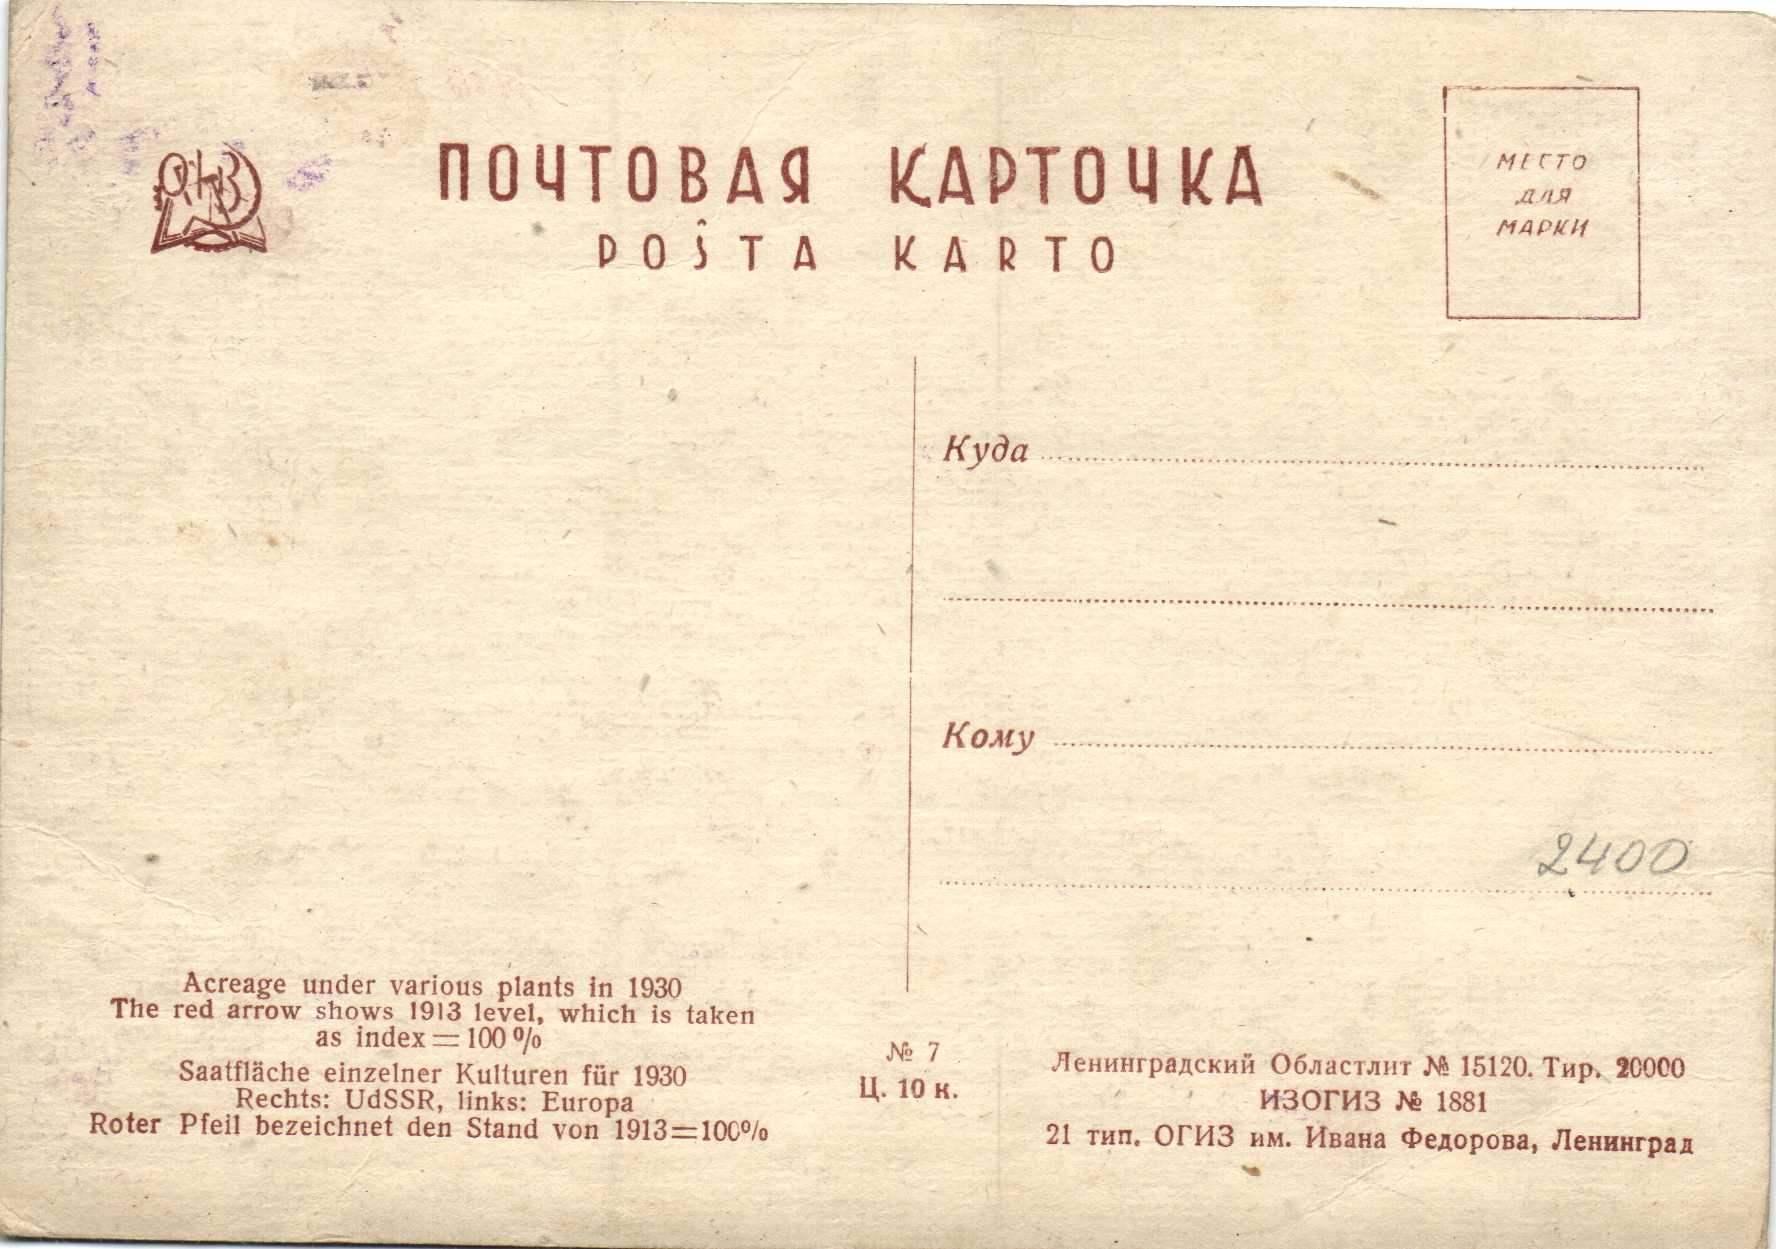 ПОЧТОВАЯ КАРТОЧКА
POŜTA KARTO
МЕСТО
ДЛЯ
МАРКИ
Куда
Кому
2400
Acreage under various plants in 1930
The red arrow shows 1913 level, which is taken
as index=100%
Saatfläche einzelner Kulturen für 1930
Rechts: UdSSR, links: Europa
Roter Pfeil bezeichnet den Stand von 1913=100%
№ 7
Ц. 10 к.
Ленинградский Областлит № 15120. Тир. 20000
ИЗОГИЗ № 1881
21 тип. ОГИЗ им. Ивана Федорова, Ленинград